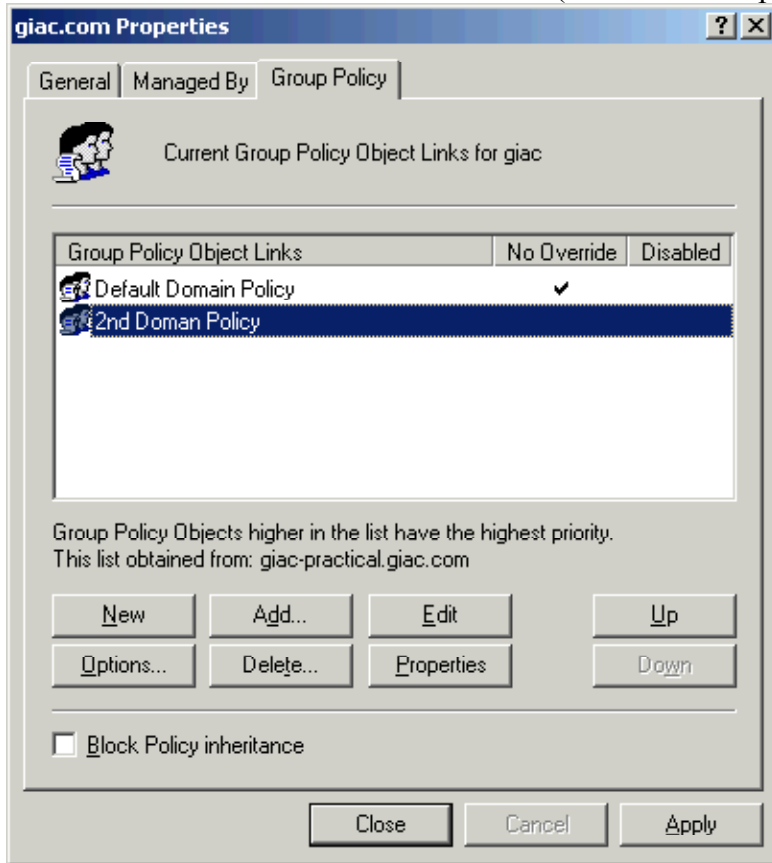 giac.com Properties
General Managed By Group Policy
Current Group Policy Object Links for giac
Group Policy Object Links No Override Disabled
Default Domain Policy
2nd Doman Policy
Group Policy Objects higher in the list have the highest priority.
This list obtained from: giac-practical.giac.com
New Add... Edit Up
Options... Delete... Properties Down
Block Policy inheritance
Close Cancel Apply